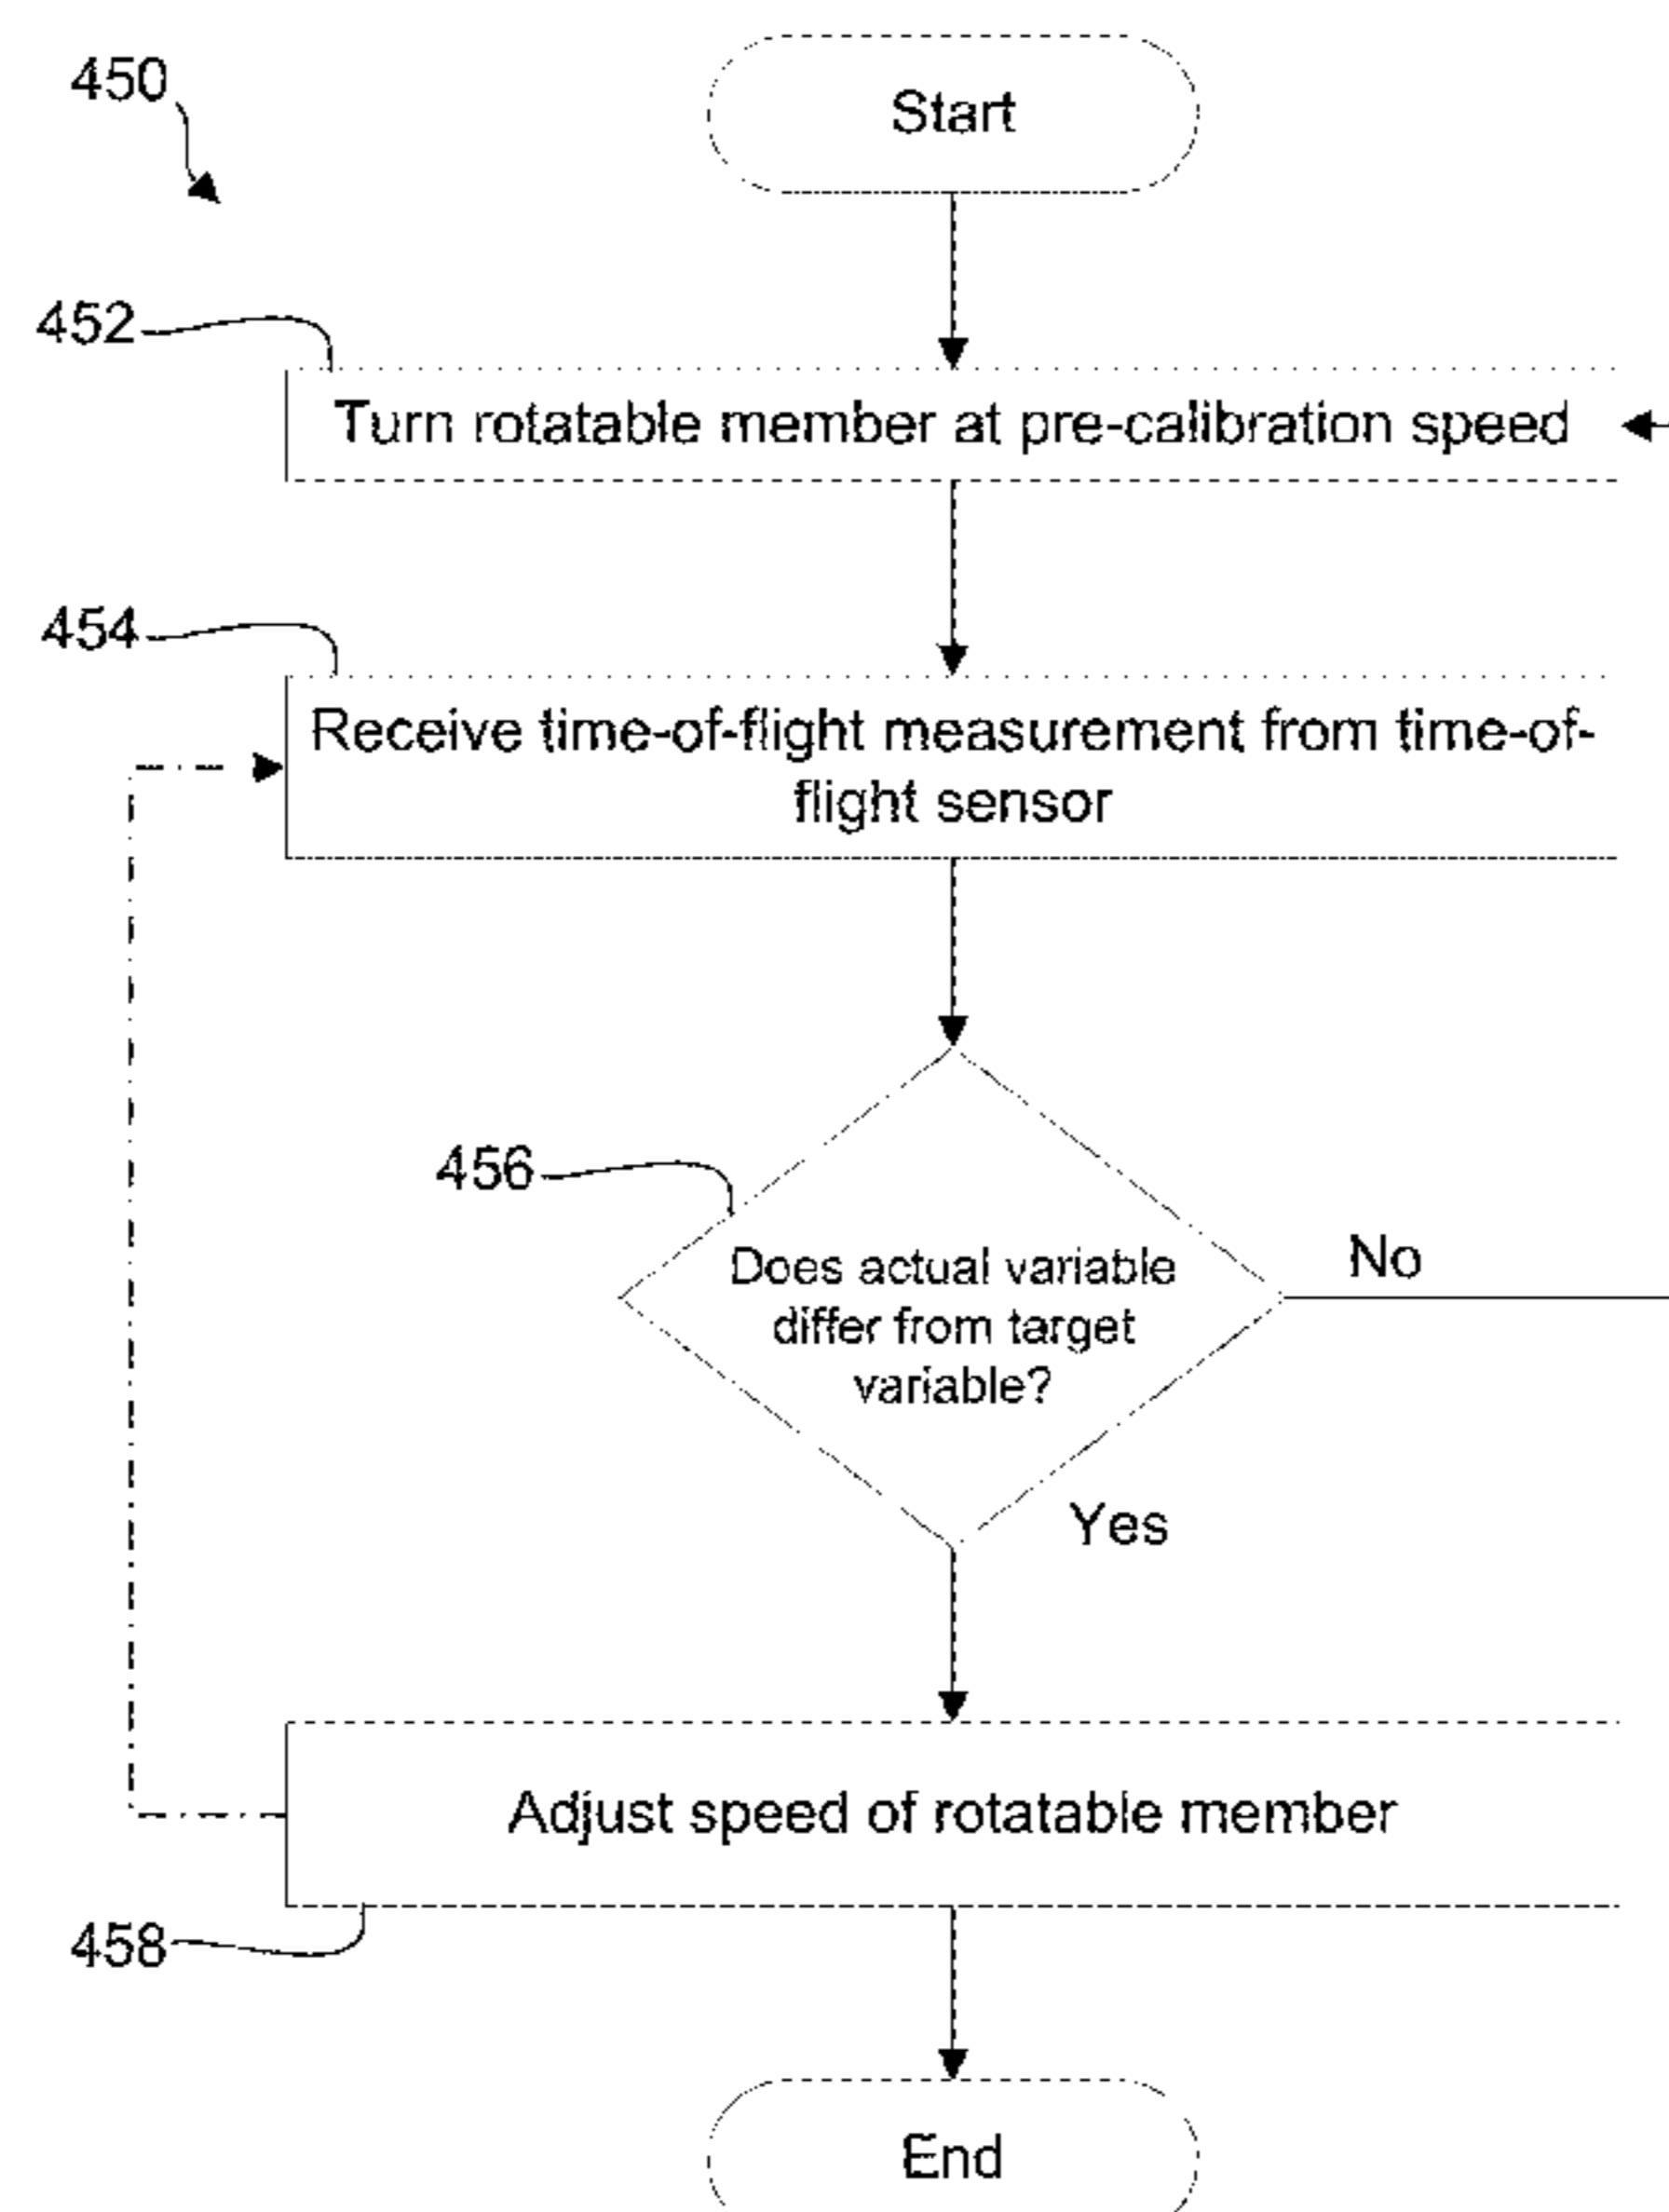 450
Start
452
Turn rotatable member at pre-calibration speed
454
Receive time-of-flight measurement from time-of-
flight sensor
456
Does actual variable
differ from target
variable?
No
Yes
Adjust speed of rotatable member
458
End